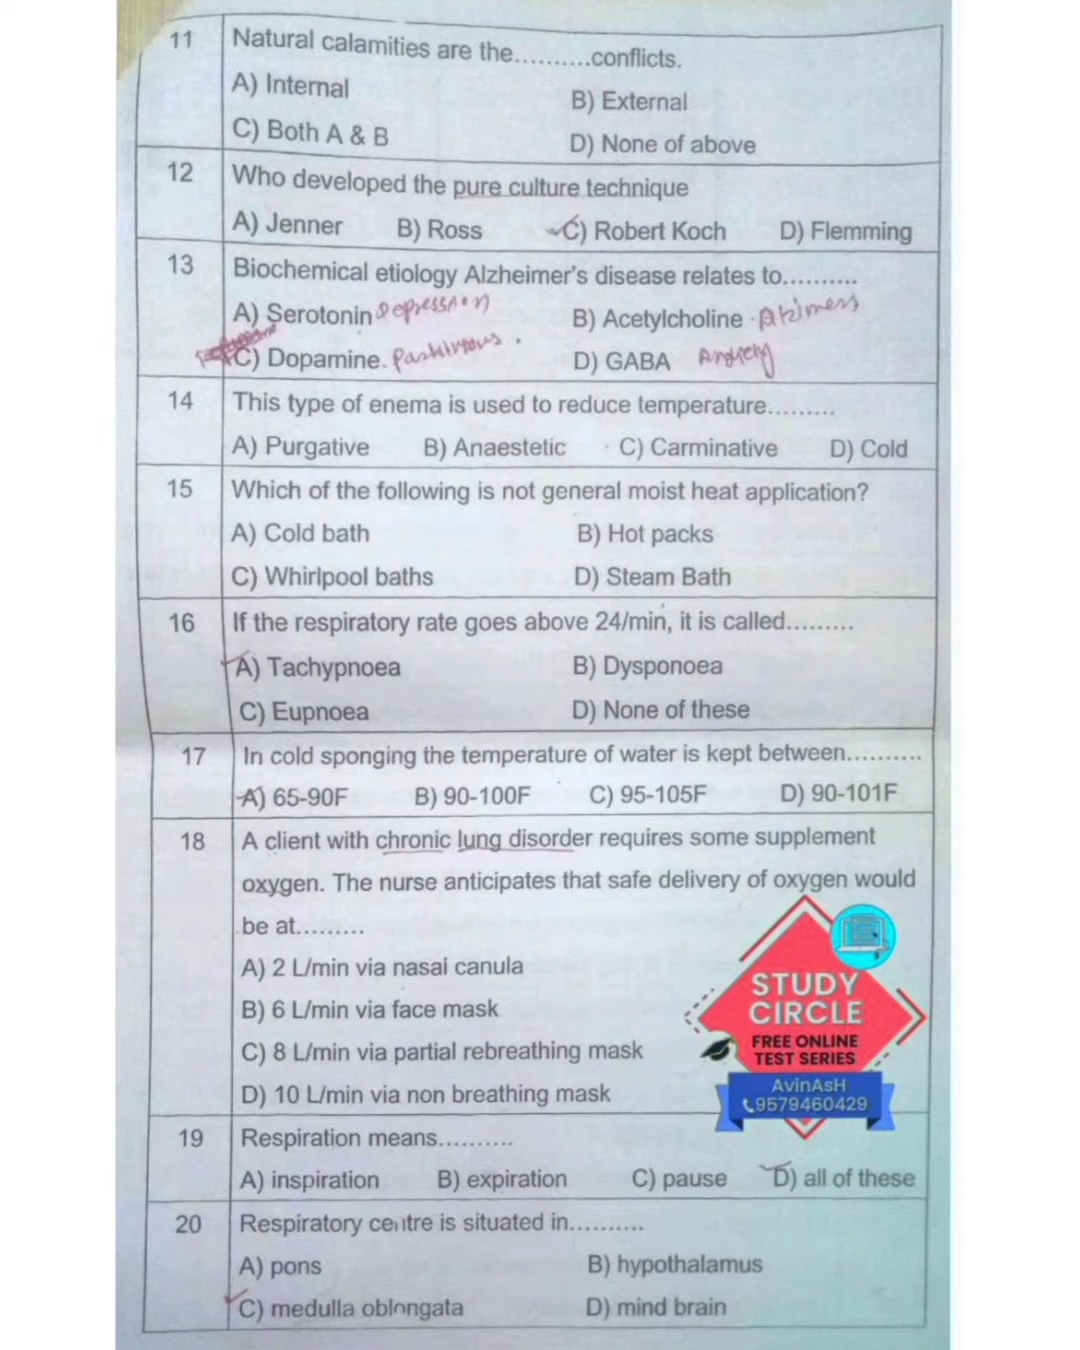 11 Natural calamities are the..........conflicts.
A) Internal
B) External
C) Both A & B
D) None of above
12 Who developed the pure culture technique
A) Jenner B) Ross C) Robert Koch D) Flemming
13 Biochemical etiology Alzheimer's disease relates to..........
A) Serotonin Depression
B) Acetylcholine
C) Dopamine.
D) GABA
14 This type of enema is used to reduce temperature.........
A) Purgative B) Anaestetic C) Carminative D) Cold
15 Which of the following is not general moist heat application?
A) Cold bath B) Hot packs
C) Whirlpool baths D) Steam Bath
16 If the respiratory rate goes above 24/min, it is called.........
A) Tachypnoea B) Dysponoea
C) Eupnoea D) None of these
17 In cold sponging the temperature of water is kept between..........
A) 65-90F B) 90-100F C) 95-105F D) 90-101F
18 A client with chronic lung disorder requires some supplement
oxygen. The nurse anticipates that safe delivery of oxygen would
be at.........
A) 2 L/min via nasal canula
B) 6 L/min via face mask
C) 8 L/min via partial rebreathing mask
D) 10 L/min via non breathing mask
STUDY
CIRCLE
FREE ONLINE
TEST SERIES
AvinAsH
9579460429
19 Respiration means..........
A) inspiration B) expiration C) pause D) all of these
20 Respiratory centre is situated in..........
A) pons B) hypothalamus
C) medulla oblongata D) mind brain